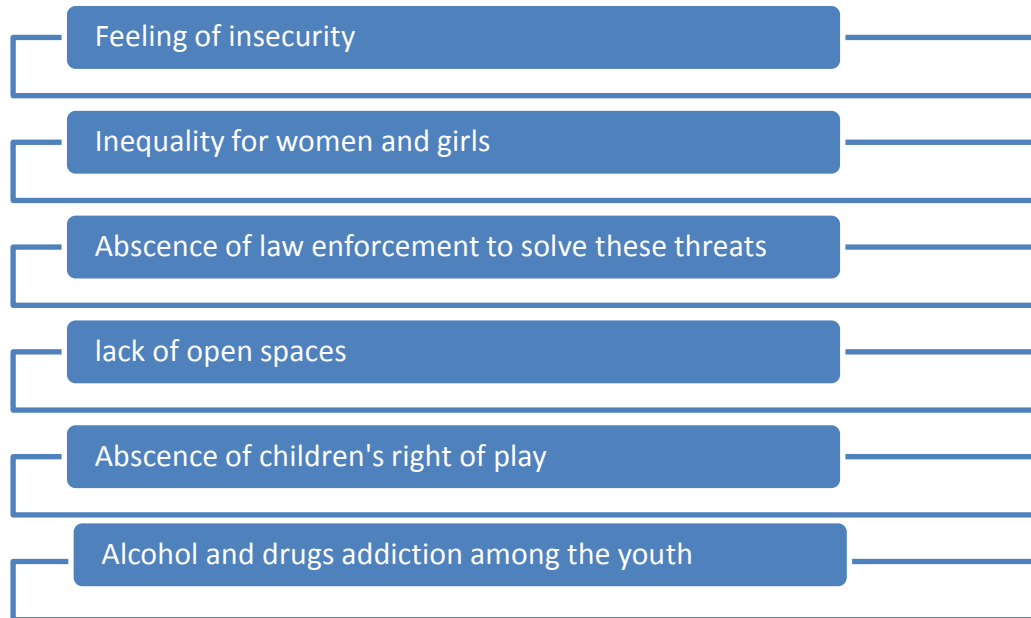 Feeling of insecurity
Inequality for women and girls
Abscence of law enforcement to solve these threats
lack of open spaces
Abscence of children's right of play
Alcohol and drugs addiction among the youth